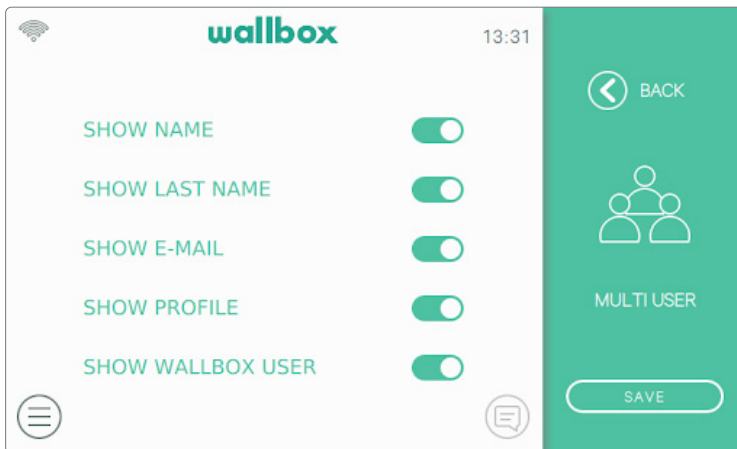 wallbox
13:31
SHOW NAME
SHOW LAST NAME
SHOW E-MAIL
SHOW PROFILE
SHOW WALLBOX USER
BACK
MULTI USER
SAVE